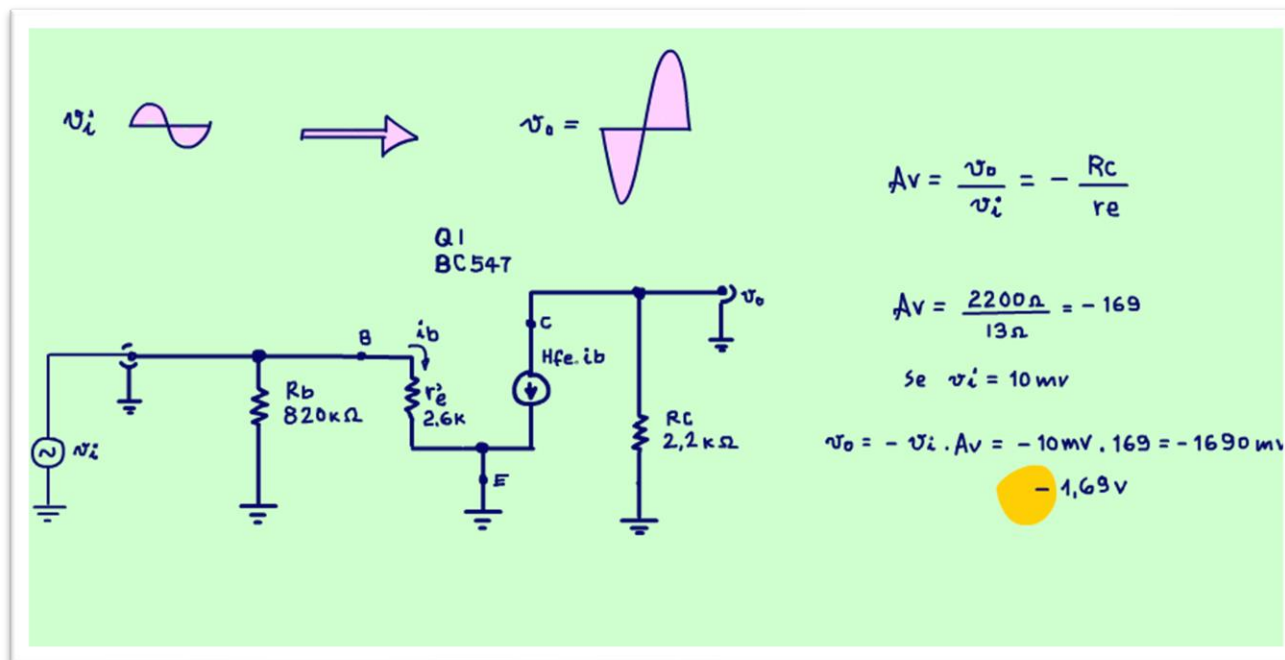 vi
vo =
Av = vo/vi = - Rc/re
Q1
BC547
Av = 2200Ω/13Ω = - 169
Se vi = 10 mv
vo = - vi . Av = - 10mV . 169 = - 1690 mv
- 1,69v
B
ib
C
vo
Hfe.ib
Rb
820KΩ
r'e
2.6K
RC
2,2KΩ
vi
E